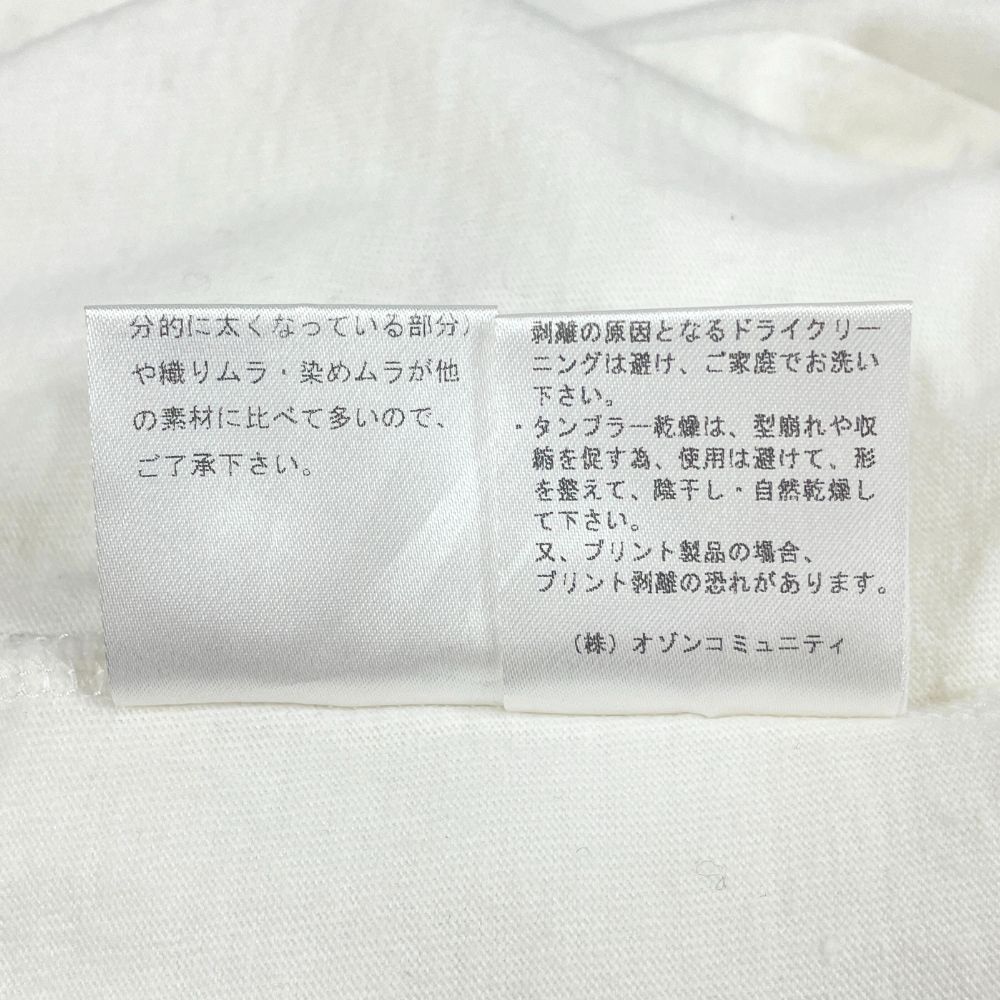 分的に太くなっている部分）
や織りムラ・染めムラが他
の素材に比べて多いので、
ご了承下さい。
剥離の原因となるドライクリー
ニングは避け、ご家庭でお洗い
下さい。
・タンブラー乾燥は、型崩れや収
縮を促す為、使用は避けて、形
を整えて、陰干し・自然乾燥し
て下さい。
又、プリント製品の場合、
プリント剥離の恐れがあります。
（株）オゾンコミュニティ